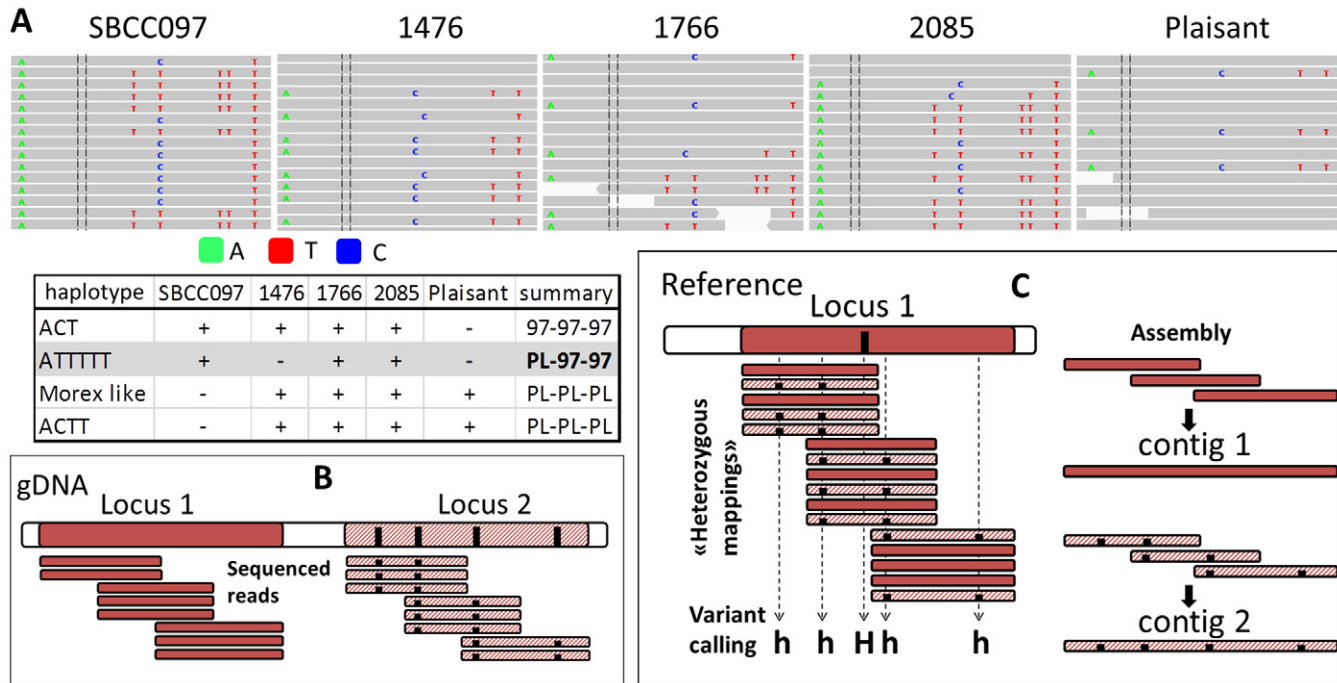 A
SBCC097 1476 1766 2085 Plaisant
A T C
haplotype SBCC097 1476 1766 2085 Plaisant summary
ACT + + + + - 97-97-97
ATTTTT + - + + - PL-97-97
Morex like - + + + + PL-PL-PL
ACTT - + + + + PL-PL-PL
gDNA B
Locus 1 Locus 2
Sequenced
reads
Reference C
Locus 1
Assembly
«Heterozygous
mappings»
contig 1
contig 2
Variant
calling h h H h h